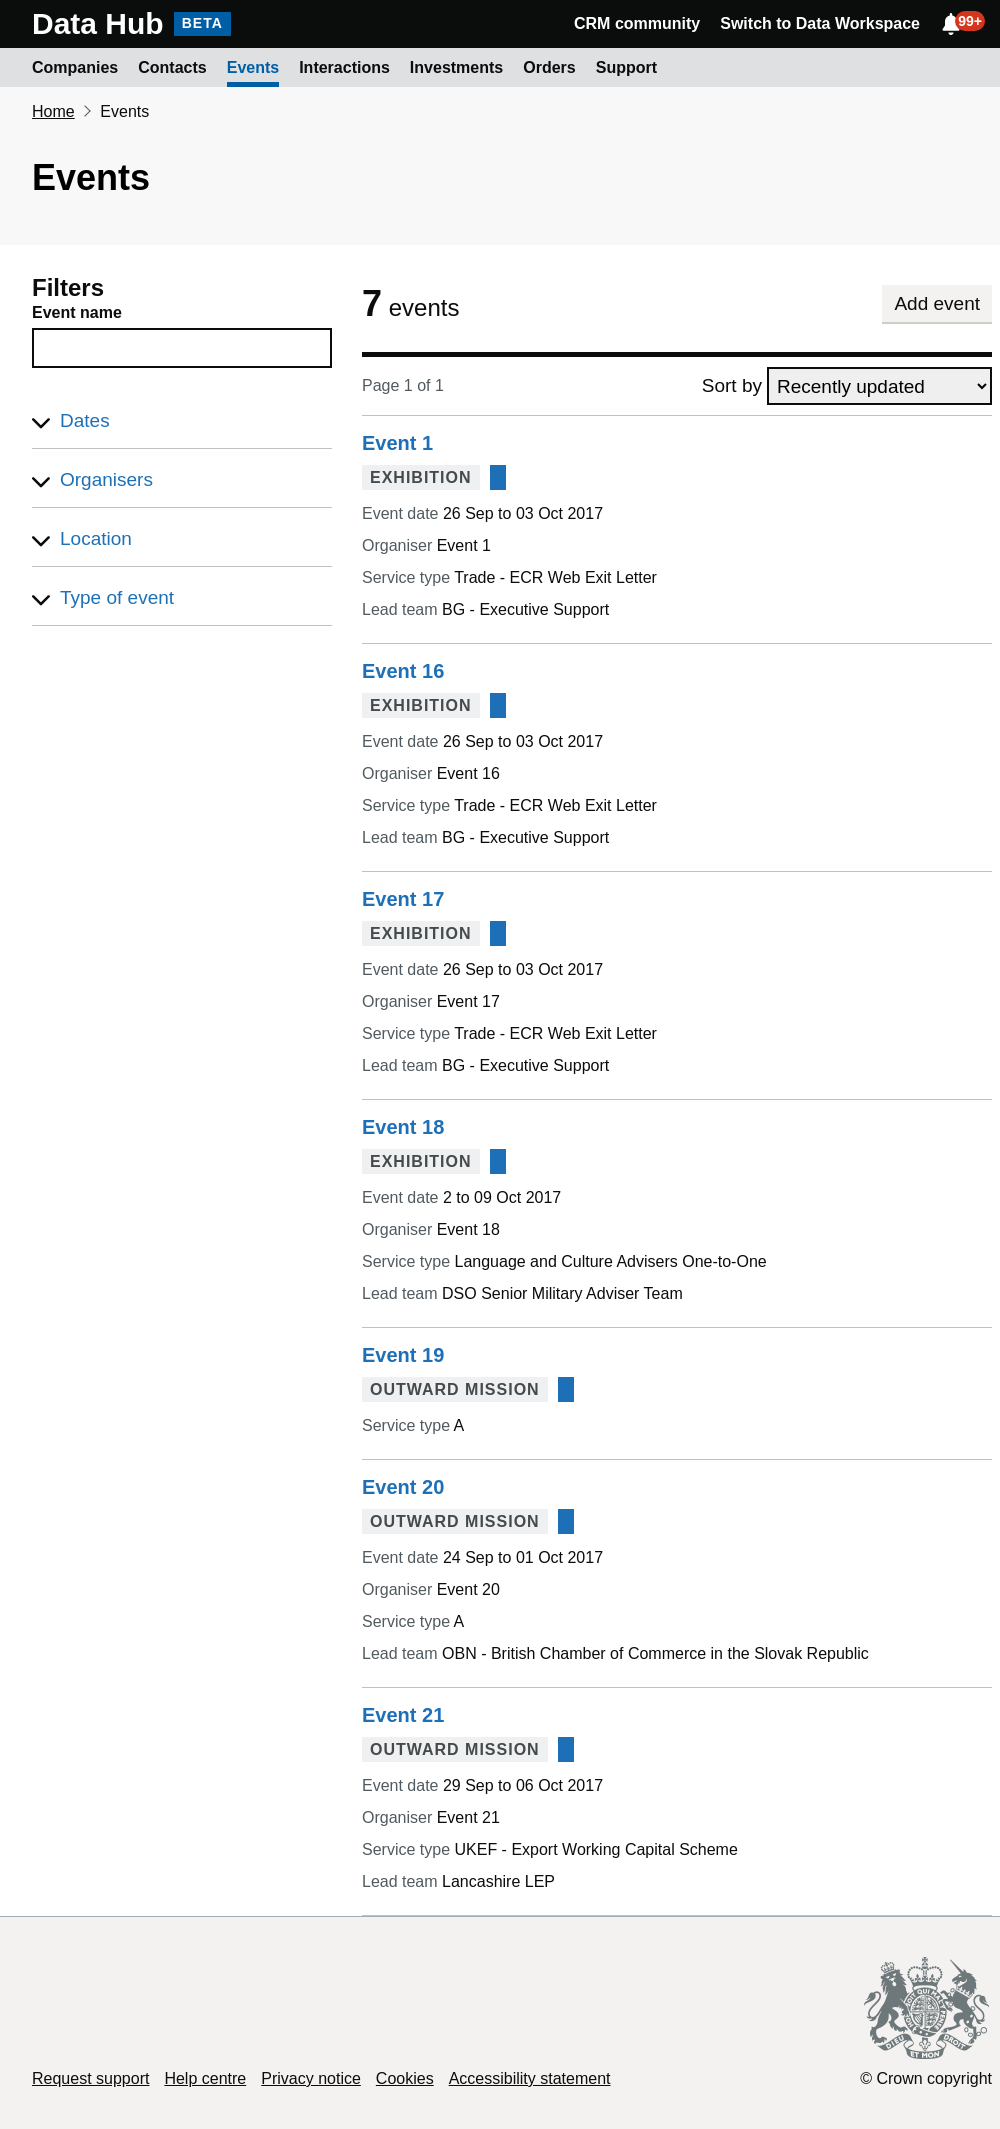 Data Hub BETA CRM community Switch to Data Workspace 99+
Companies Contacts Events Interactions Investments Orders Support
Home Events
Events
Filters
Event name
Dates
Organisers
Location
Type of event
7 events Add event
Page 1 of 1 Sort by Recently updated
Event 1
EXHIBITION
Event date 26 Sep to 03 Oct 2017
Organiser Event 1
Service type Trade - ECR Web Exit Letter
Lead team BG - Executive Support
Event 16
EXHIBITION
Event date 26 Sep to 03 Oct 2017
Organiser Event 16
Service type Trade - ECR Web Exit Letter
Lead team BG - Executive Support
Event 17
EXHIBITION
Event date 26 Sep to 03 Oct 2017
Organiser Event 17
Service type Trade - ECR Web Exit Letter
Lead team BG - Executive Support
Event 18
EXHIBITION
Event date 2 to 09 Oct 2017
Organiser Event 18
Service type Language and Culture Advisers One-to-One
Lead team DSO Senior Military Adviser Team
Event 19
OUTWARD MISSION
Service type A
Event 20
OUTWARD MISSION
Event date 24 Sep to 01 Oct 2017
Organiser Event 20
Service type A
Lead team OBN - British Chamber of Commerce in the Slovak Republic
Event 21
OUTWARD MISSION
Event date 29 Sep to 06 Oct 2017
Organiser Event 21
Service type UKEF - Export Working Capital Scheme
Lead team Lancashire LEP
DIEU ET MON DROIT
Request support Help centre Privacy notice Cookies Accessibility statement © Crown copyright